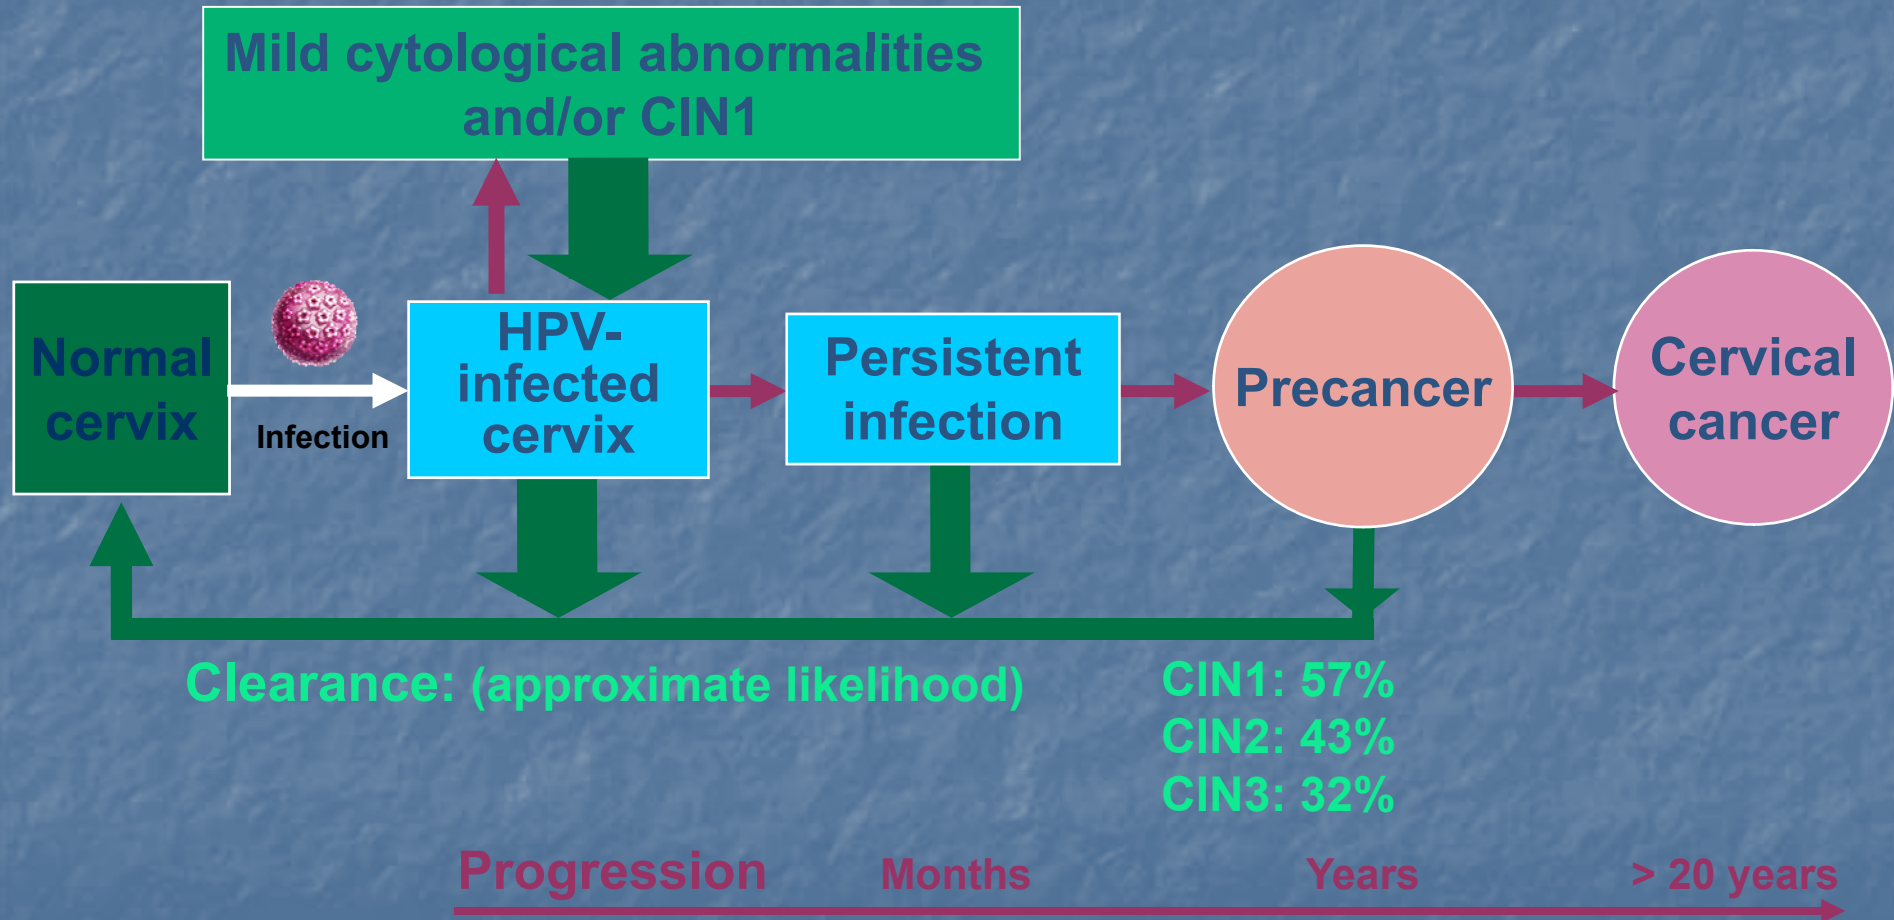 Mild cytological abnormalities
and/or CIN1
Normal
cervix
Infection
HPV-
infected
cervix
Persistent
infection
Precancer
Cervical
cancer
Clearance: (approximate likelihood)
CIN1: 57%
CIN2: 43%
CIN3: 32%
Progression Months Years > 20 years